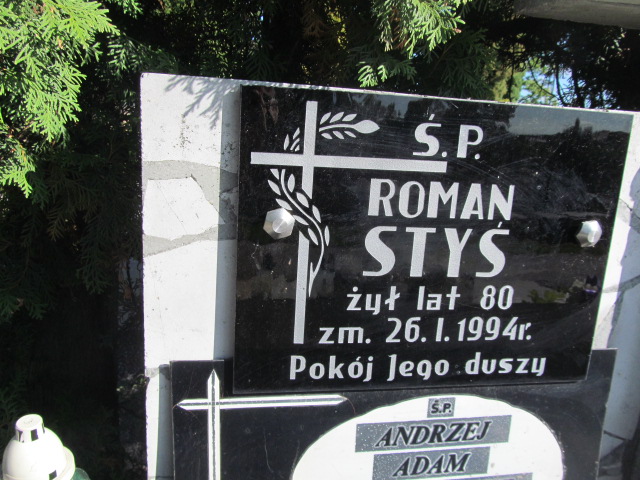 Ś.P.
ROMAN
STYŚ
żył lat 80
zm. 26.I.1994r.
Pokój Jego duszy
Ś.P.
ANDRZEJ
ADAM